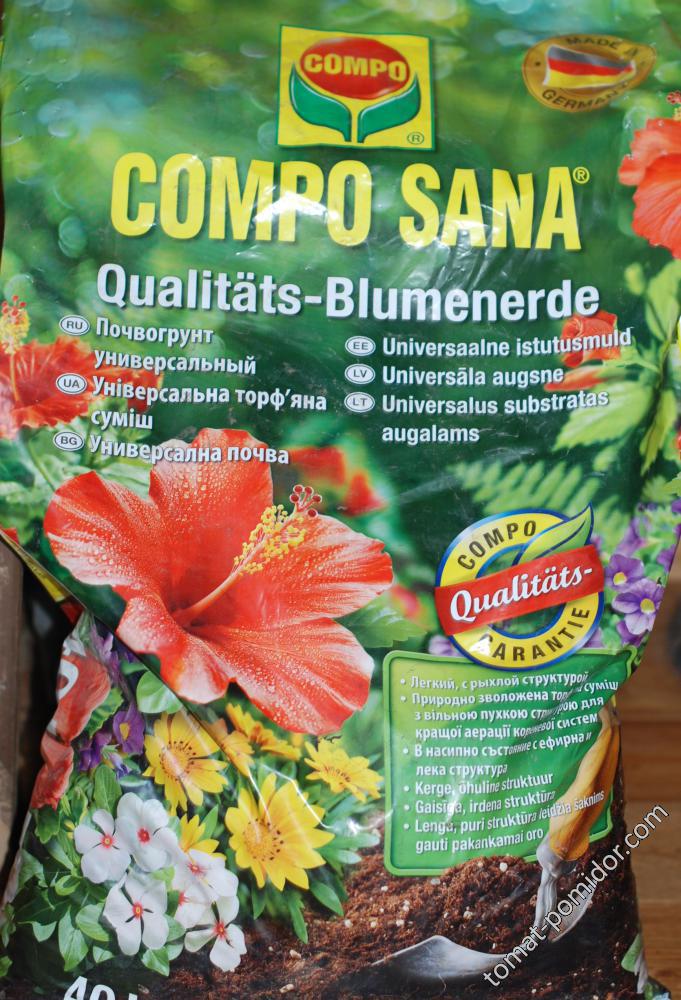 COMPO
®
MADE IN
GERMANY
COMPO SANA®
Qualitäts-Blumenerde
RU Почвогрунт
универсальный
UA Універсальна торф'яна
суміш
BG Универсална почва
EE Universaalne istutusmuld
LV Universāla augsne
LT Universalus substratas
augalams
COMPO
Qualitäts-
GARANTIE
• Легкий, с рыхлой структурой
• Природно зволожена суміш
з вільною пухкою структурою для
кращої аерації кореневої систем
• В насипно състояние с ефирна и
лека структура
• Kerge, õhuline struktuur
• Gaisīga, irdena struktūra
• Lengа, puri struktūra leidžia šaknims
gauti pakankamai oro
40 L
tomat-pomidor.com